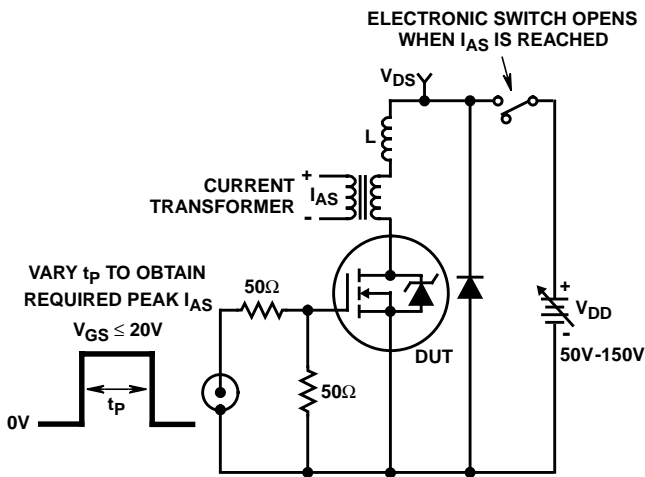 ELECTRONIC SWITCH OPENS
WHEN IAS IS REACHED
VDS
L
+
CURRENT
TRANSFORMER
IAS
-
VARY tP TO OBTAIN
REQUIRED PEAK IAS
50Ω
VGS ≤ 20V
+
VDD
-
DUT
50V-150V
50Ω
tP
0V